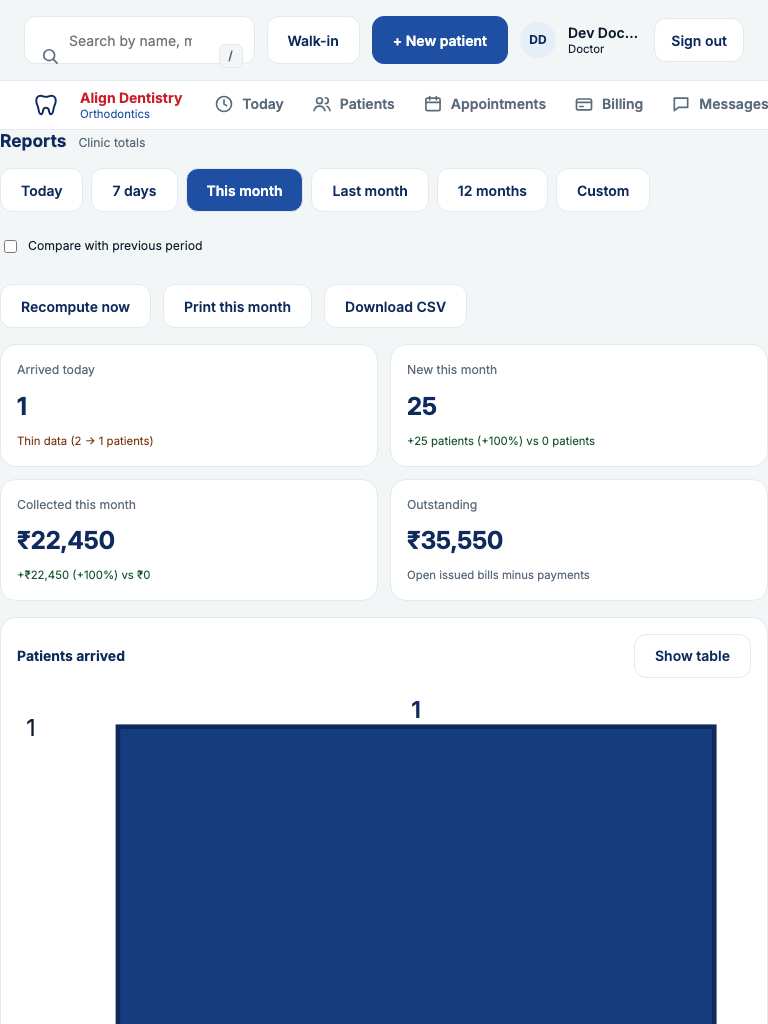 Search by name, m
/
Walk-in
+ New patient
DD
Dev Doc...
Doctor
Sign out
Align Dentistry
Orthodontics
Today
Patients
Appointments
Billing
Messages
Reports
Clinic totals
Today
7 days
This month
Last month
12 months
Custom
Compare with previous period
Recompute now
Print this month
Download CSV
Arrived today
1
Thin data (2 → 1 patients)
New this month
25
+25 patients (+100%) vs 0 patients
Collected this month
₹22,450
+₹22,450 (+100%) vs ₹0
Outstanding
₹35,550
Open issued bills minus payments
Patients arrived
Show table
1
1